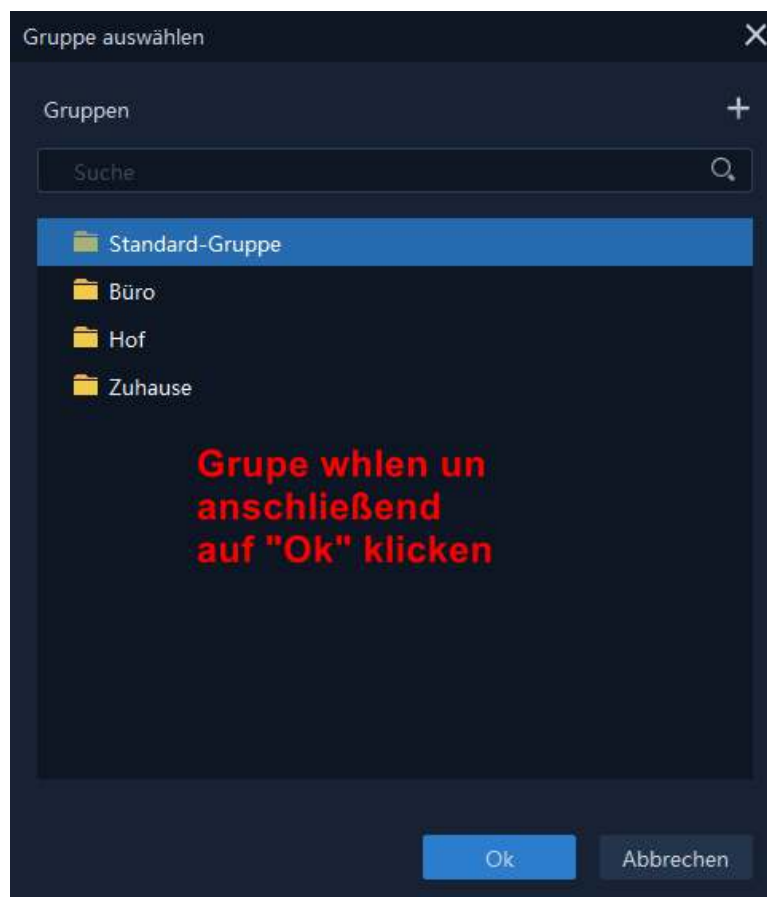 Gruppe auswählen
Gruppen
Suche
Standard-Gruppe
Büro
Hof
Zuhause
Grupe whlen un
anschließend
auf "Ok" klicken
Ok
Abbrechen